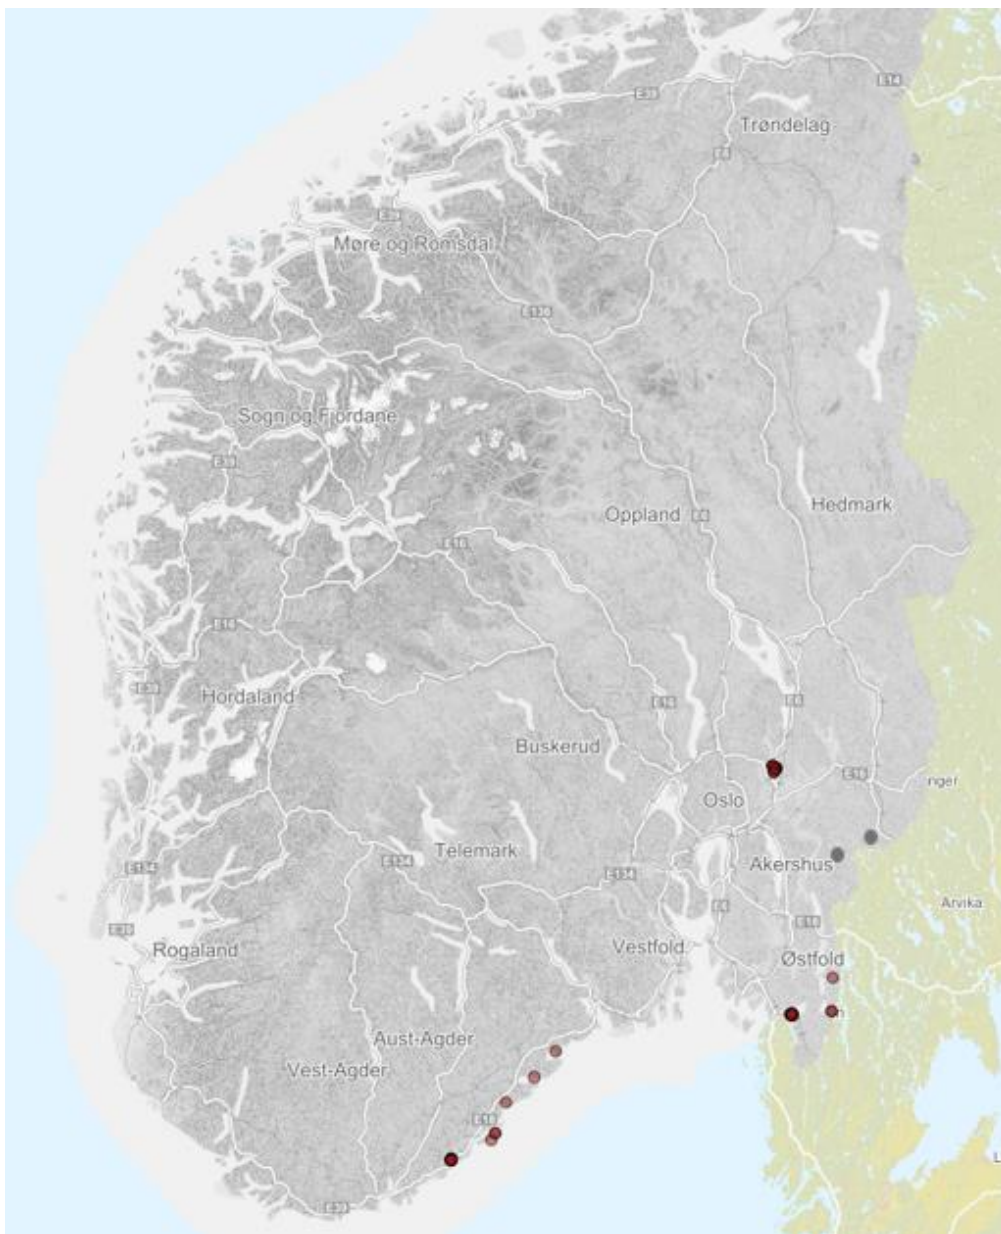 E14
E39
Trøndelag
E6
E39
Møre og Romsdal
E136
Sogn og Fjordane
E39
Hedmark
Oppland
E6
E16
E16
E39
Hordaland
E6
E16
Buskerud
E16
nger
Oslo
E134
Telemark
E134
Akershus
E134
Arvika
E6
E18
E39
Rogaland
Vestfold
Østfold
n
Aust-Agder
Vest-Agder
E18
L
E39